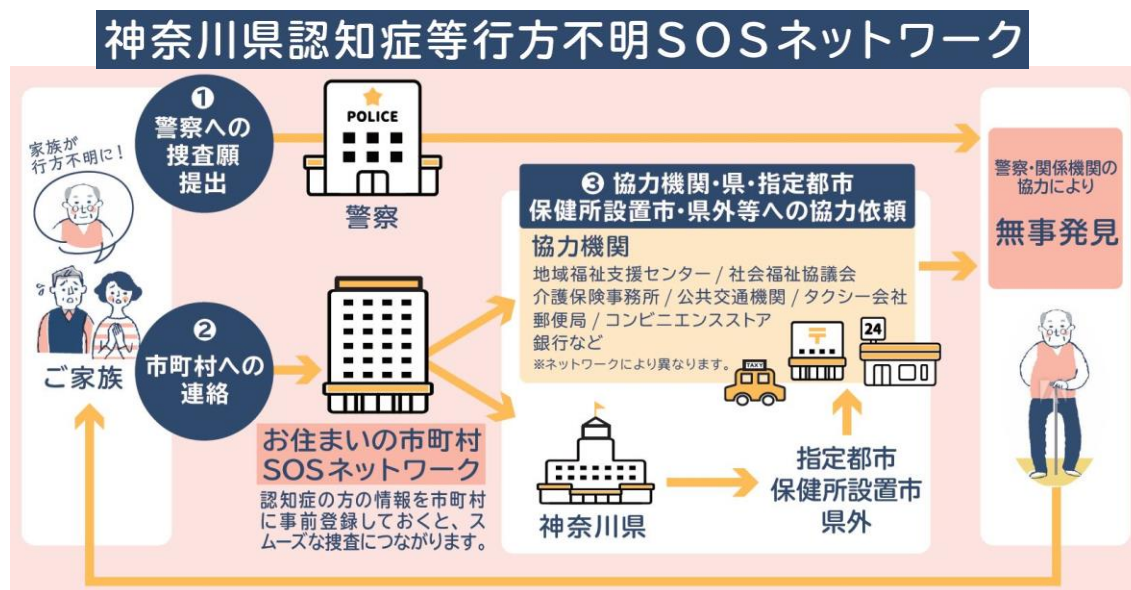 神奈川県認知症等行方不明SOSネットワーク
家族が
行方不明に!
ご家族
❶
警察への
捜査願
提出
POLICE
警察
❷
市町村への
連絡
お住まいの市町村
SOSネットワーク
認知症の方の情報を市町村
に事前登録しておくと、ス
ムーズな捜査につながります。
❸ 協力機関・県・指定都市
保健所設置市・県外等への協力依頼
協力機関
地域福祉支援センター / 社会福祉協議会
介護保険事務所 / 公共交通機関 / タクシー会社
郵便局 / コンビニエンスストア
銀行など
※ネットワークにより異なります。
TAXY
〒
24
神奈川県
指定都市
保健所設置市
県外
警察・関係機関の
協力により
無事発見